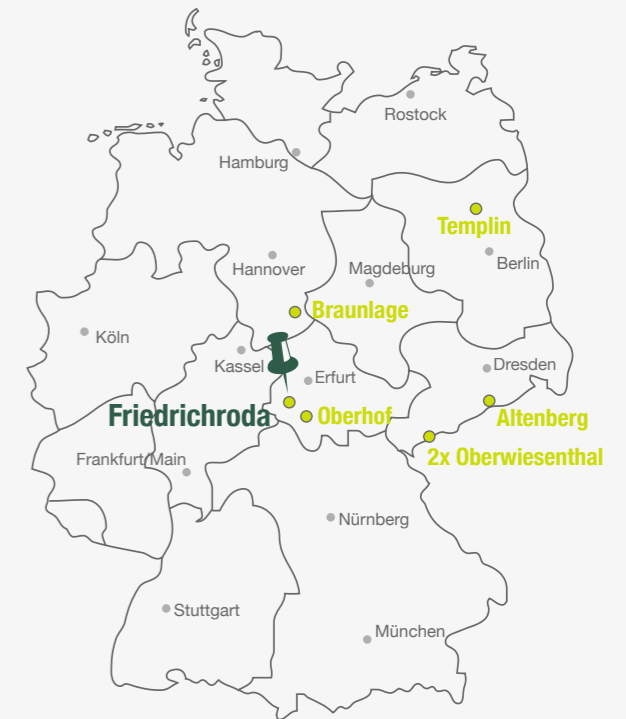 Rostock
Hamburg
Templin
Hannover
Magdeburg
Berlin
Braunlage
Köln
Kassel
Dresden
Erfurt
Friedrichroda
Oberhof
Altenberg
2x Oberwiesenthal
Frankfurt/Main
Nürnberg
Stuttgart
München